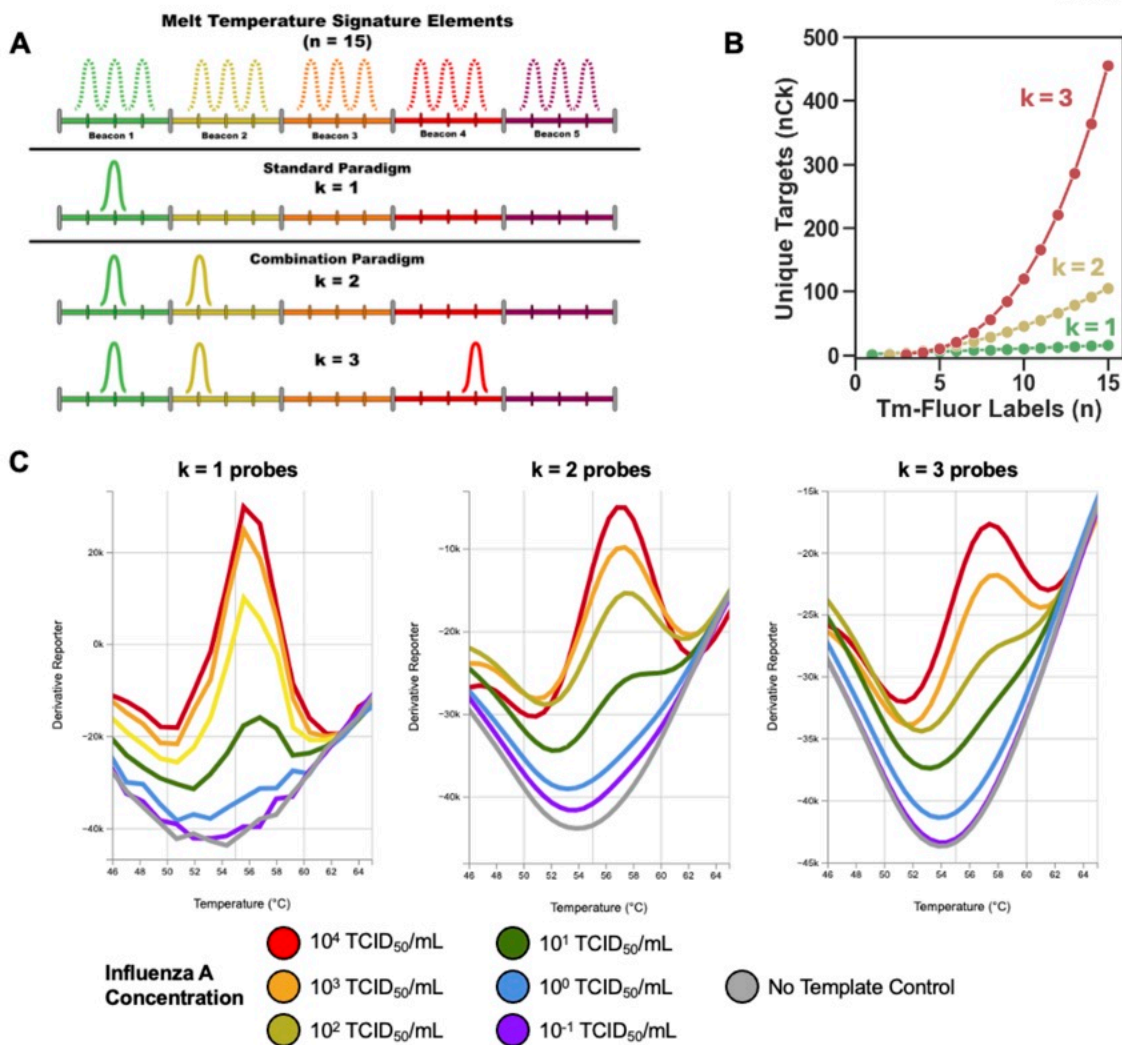 A
Melt Temperature Signature Elements
(n = 15)
Beacon 1
Beacon 2
Beacon 3
Beacon 4
Beacon 5
Standard Paradigm
k = 1
Combination Paradigm
k = 2
k = 3
B
Unique Targets (nCk)
500
400
300
200
100
0
k = 3
k = 2
k = 1
0
5
10
15
Tm-Fluor Labels (n)
C
k = 1 probes
Derivative Reporter
20k
0k
−20k
−40k
46 48 50 52 54 56 58 60 62 64
Temperature (°C)
k = 2 probes
Derivative Reporter
−10k
−20k
−30k
−40k
46 48 50 52 54 56 58 60 62 64
Temperature (°C)
k = 3 probes
Derivative Reporter
−15k
−20k
−25k
−30k
−35k
−40k
−45k
46 48 50 52 54 56 58 60 62 64
Temperature (°C)
Influenza A
Concentration
10⁴ TCID₅₀/mL
10³ TCID₅₀/mL
10² TCID₅₀/mL
10¹ TCID₅₀/mL
10⁰ TCID₅₀/mL
10⁻¹ TCID₅₀/mL
No Template Control